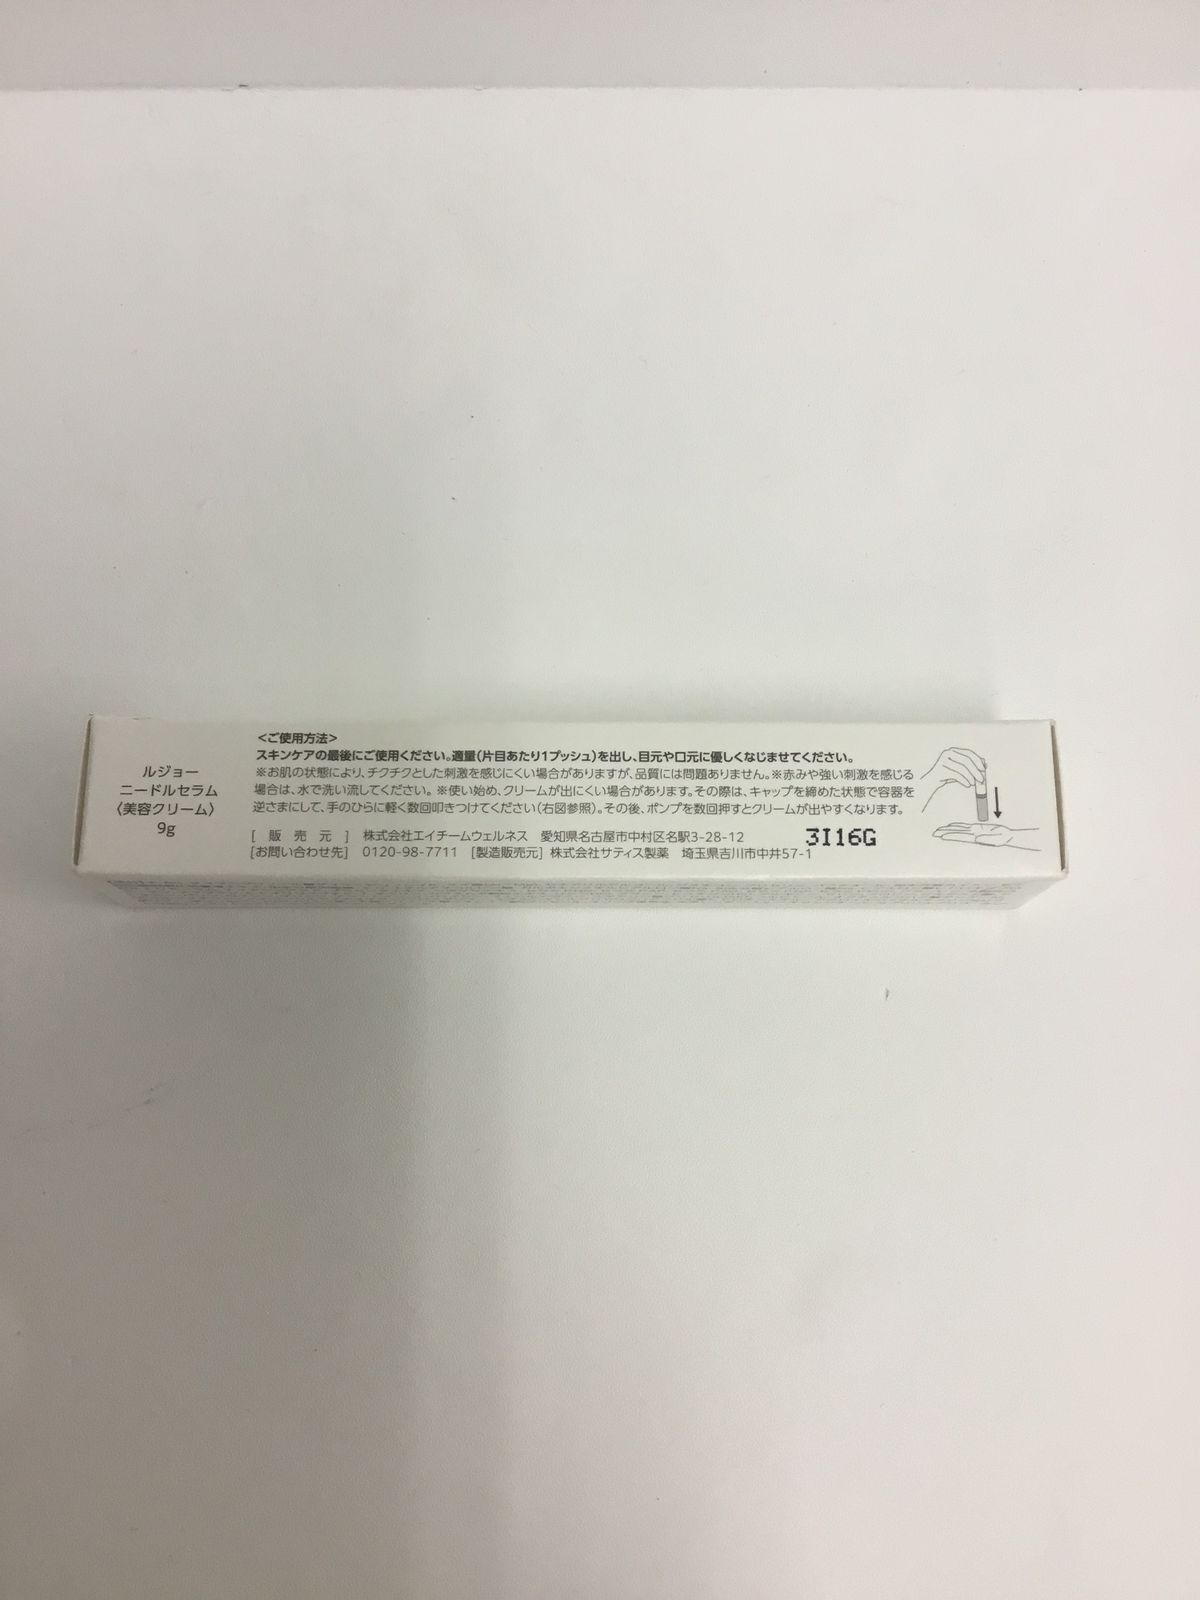 ルジョー
ニードルセラム
〈美容クリーム〉
9g
<ご使用方法>
スキンケアの最後にご使用ください。適量(片目あたり1プッシュ)を出し、目元や口元に優しくなじませてください。
※お肌の状態により、チクチクとした刺激を感じにくい場合がありますが、品質には問題ありません。※赤みや強い刺激を感じる
場合は、水で洗い流してください。※使い始め、クリームが出にくい場合があります。その際は、キャップを締めた状態で容器を
逆さまにして、手のひらに軽く数回叩きつけてください(右図参照)。その後、ポンプを数回押すとクリームが出やすくなります。
[ 販 売 元 ] 株式会社エイチームウェルネス 愛知県名古屋市中村区名駅3-28-12
[お問い合わせ先] 0120-98-7711 [製造販売元] 株式会社サティス製薬 埼玉県吉川市中井57-1
3I16G